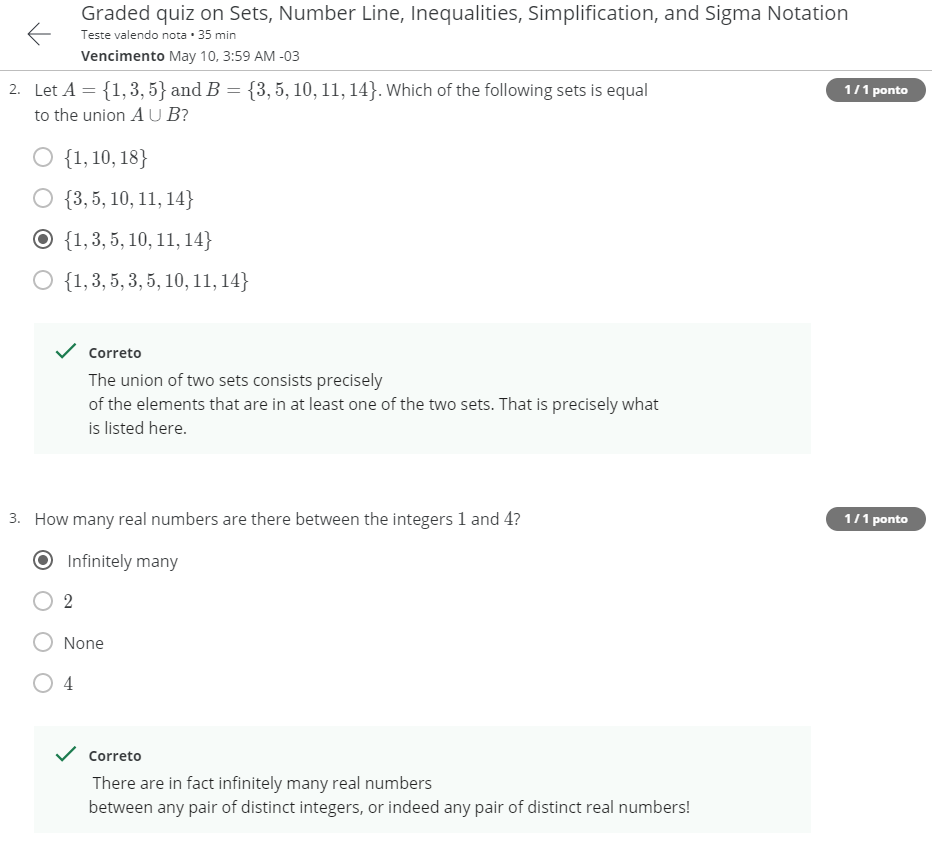 Graded quiz on Sets, Number Line, Inequalities, Simplification, and Sigma Notation
Teste valendo nota • 35 min
Vencimento May 10, 3:59 AM -03
2. Let A = {1, 3, 5} and B = {3, 5, 10, 11, 14}. Which of the following sets is equal
to the union A ∪ B?
1 / 1 ponto
{1, 10, 18}
{3, 5, 10, 11, 14}
{1, 3, 5, 10, 11, 14}
{1, 3, 5, 3, 5, 10, 11, 14}
Correto
The union of two sets consists precisely
of the elements that are in at least one of the two sets. That is precisely what
is listed here.
3. How many real numbers are there between the integers 1 and 4?
1 / 1 ponto
Infinitely many
2
None
4
Correto
There are in fact infinitely many real numbers
between any pair of distinct integers, or indeed any pair of distinct real numbers!